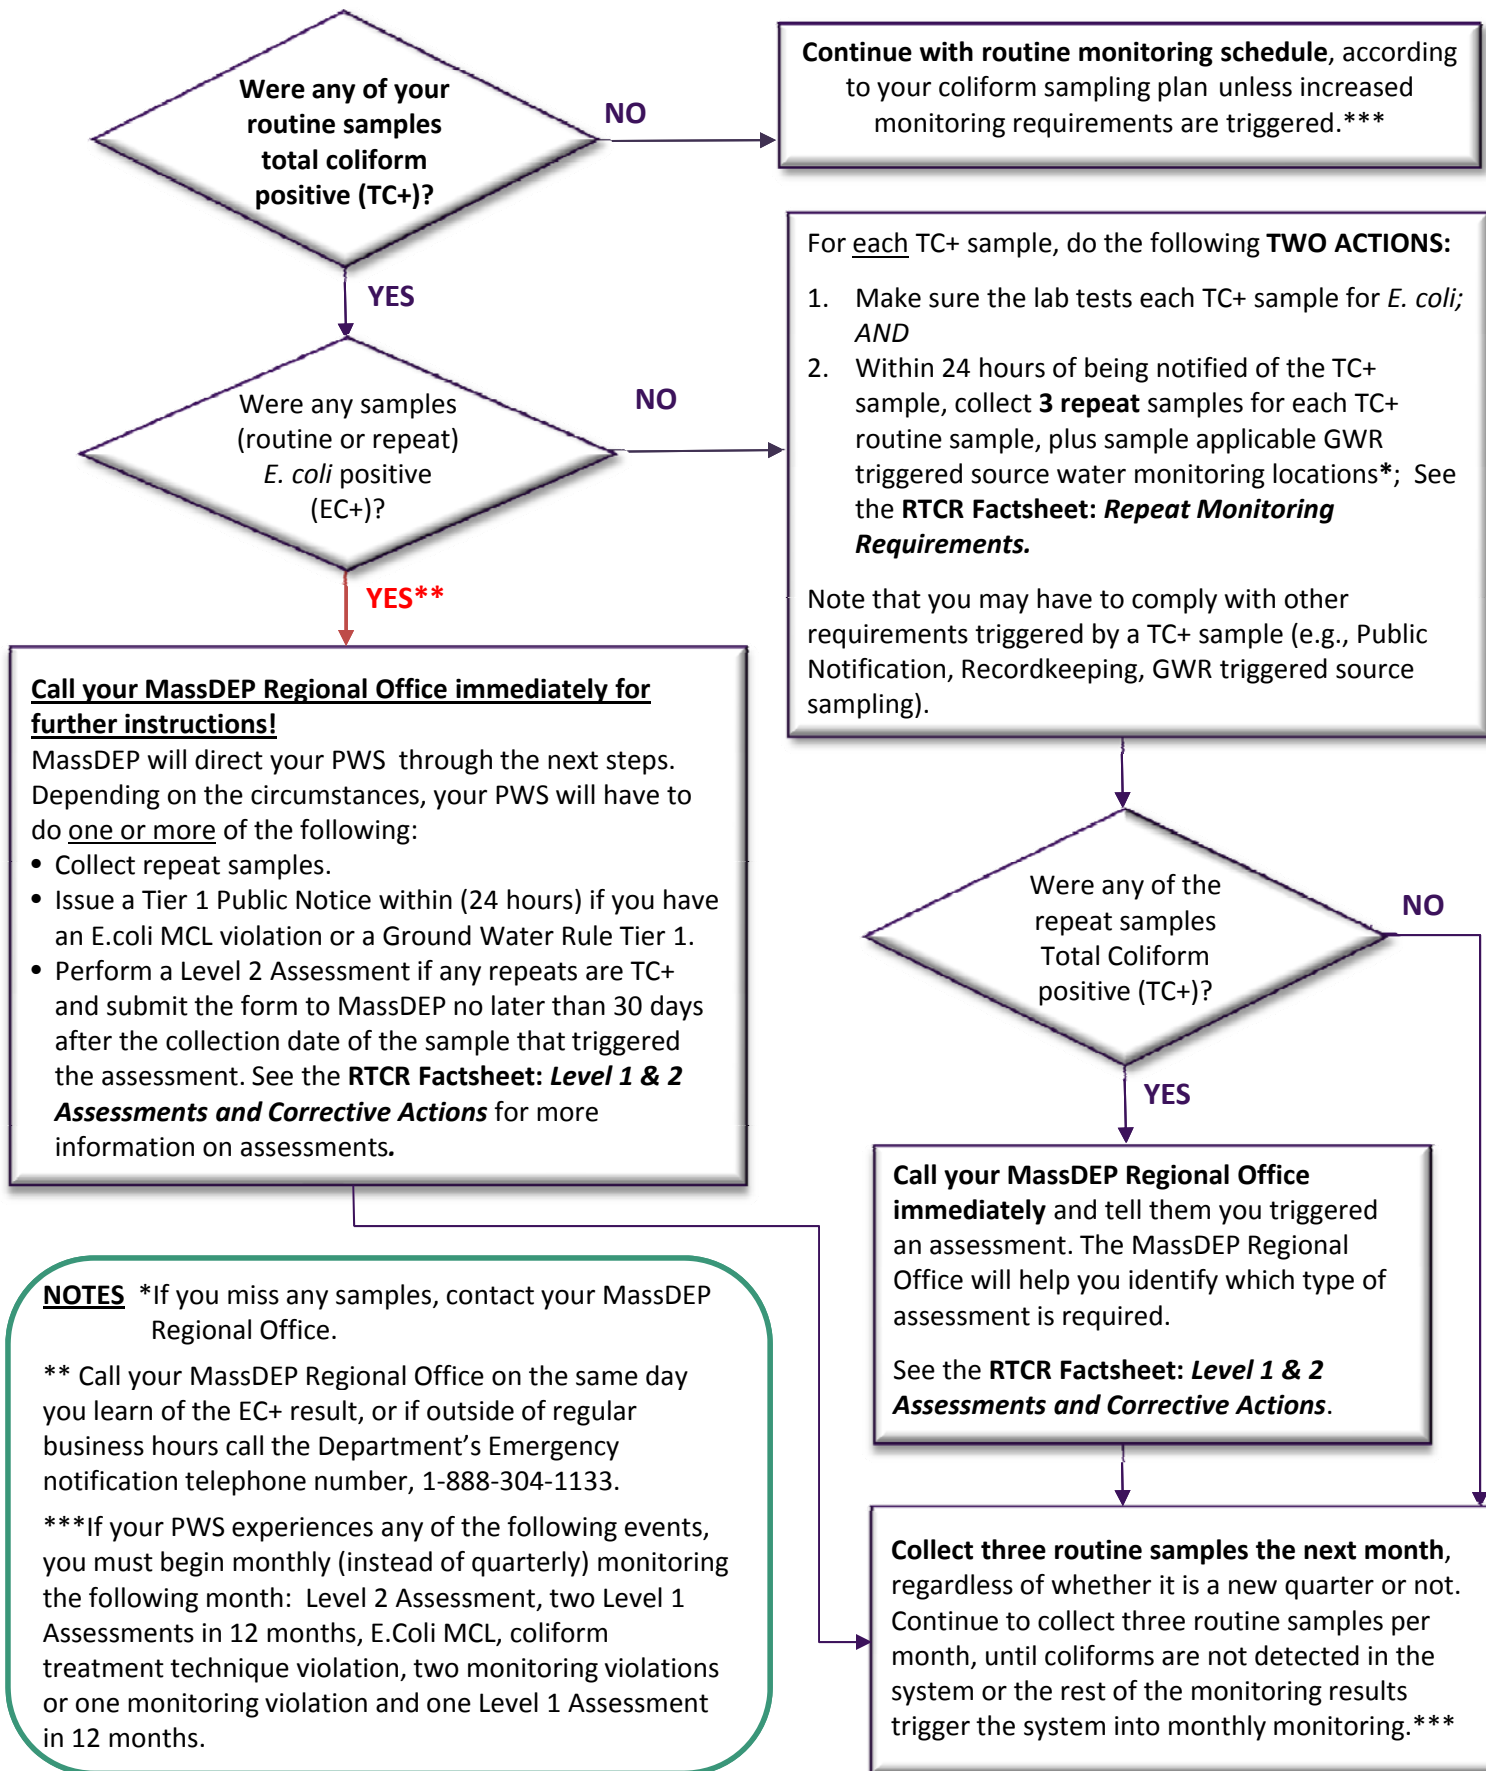 Were any of your
routine samples
total coliform
positive (TC+)?
NO
Continue with routine monitoring schedule, according
to your coliform sampling plan unless increased
monitoring requirements are triggered.***
YES
Were any samples
(routine or repeat)
E. coli positive
(EC+)?
NO
For each TC+ sample, do the following TWO ACTIONS:
1. Make sure the lab tests each TC+ sample for E. coli;
AND
2. Within 24 hours of being notified of the TC+
sample, collect 3 repeat samples for each TC+
routine sample, plus sample applicable GWR
triggered source water monitoring locations*; See
the RTCR Factsheet: Repeat Monitoring
Requirements.
Note that you may have to comply with other
requirements triggered by a TC+ sample (e.g., Public
Notification, Recordkeeping, GWR triggered source
sampling).
YES**
Call your MassDEP Regional Office immediately for
further instructions!
MassDEP will direct your PWS through the next steps.
Depending on the circumstances, your PWS will have to
do one or more of the following:
• Collect repeat samples.
• Issue a Tier 1 Public Notice within (24 hours) if you have
an E.coli MCL violation or a Ground Water Rule Tier 1.
• Perform a Level 2 Assessment if any repeats are TC+
and submit the form to MassDEP no later than 30 days
after the collection date of the sample that triggered
the assessment. See the RTCR Factsheet: Level 1 & 2
Assessments and Corrective Actions for more
information on assessments.
Were any of the
repeat samples
Total Coliform
positive (TC+)?
NO
YES
Call your MassDEP Regional Office
immediately and tell them you triggered
an assessment. The MassDEP Regional
Office will help you identify which type of
assessment is required.
See the RTCR Factsheet: Level 1 & 2
Assessments and Corrective Actions.
NOTES *If you miss any samples, contact your MassDEP
Regional Office.
** Call your MassDEP Regional Office on the same day
you learn of the EC+ result, or if outside of regular
business hours call the Department’s Emergency
notification telephone number, 1-888-304-1133.
***If your PWS experiences any of the following events,
you must begin monthly (instead of quarterly) monitoring
the following month: Level 2 Assessment, two Level 1
Assessments in 12 months, E.Coli MCL, coliform
treatment technique violation, two monitoring violations
or one monitoring violation and one Level 1 Assessment
in 12 months.
Collect three routine samples the next month,
regardless of whether it is a new quarter or not.
Continue to collect three routine samples per
month, until coliforms are not detected in the
system or the rest of the monitoring results
trigger the system into monthly monitoring.***